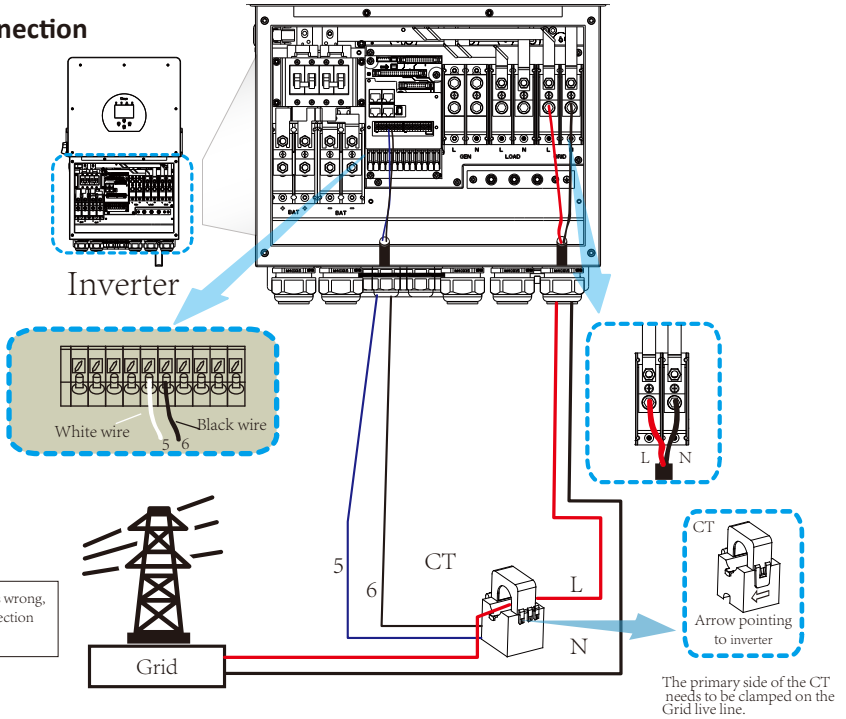 nection
L N L N L N
GEN LOAD GRID
+ + - -
BAT BAT
Inverter
White wire
Black wire
5 6
L N
5
6
CT
L
N
CT
Arrow pointing
to inverter
wrong,
ection
Grid
The primary side of the CT
needs to be clamped on the
Grid live line.